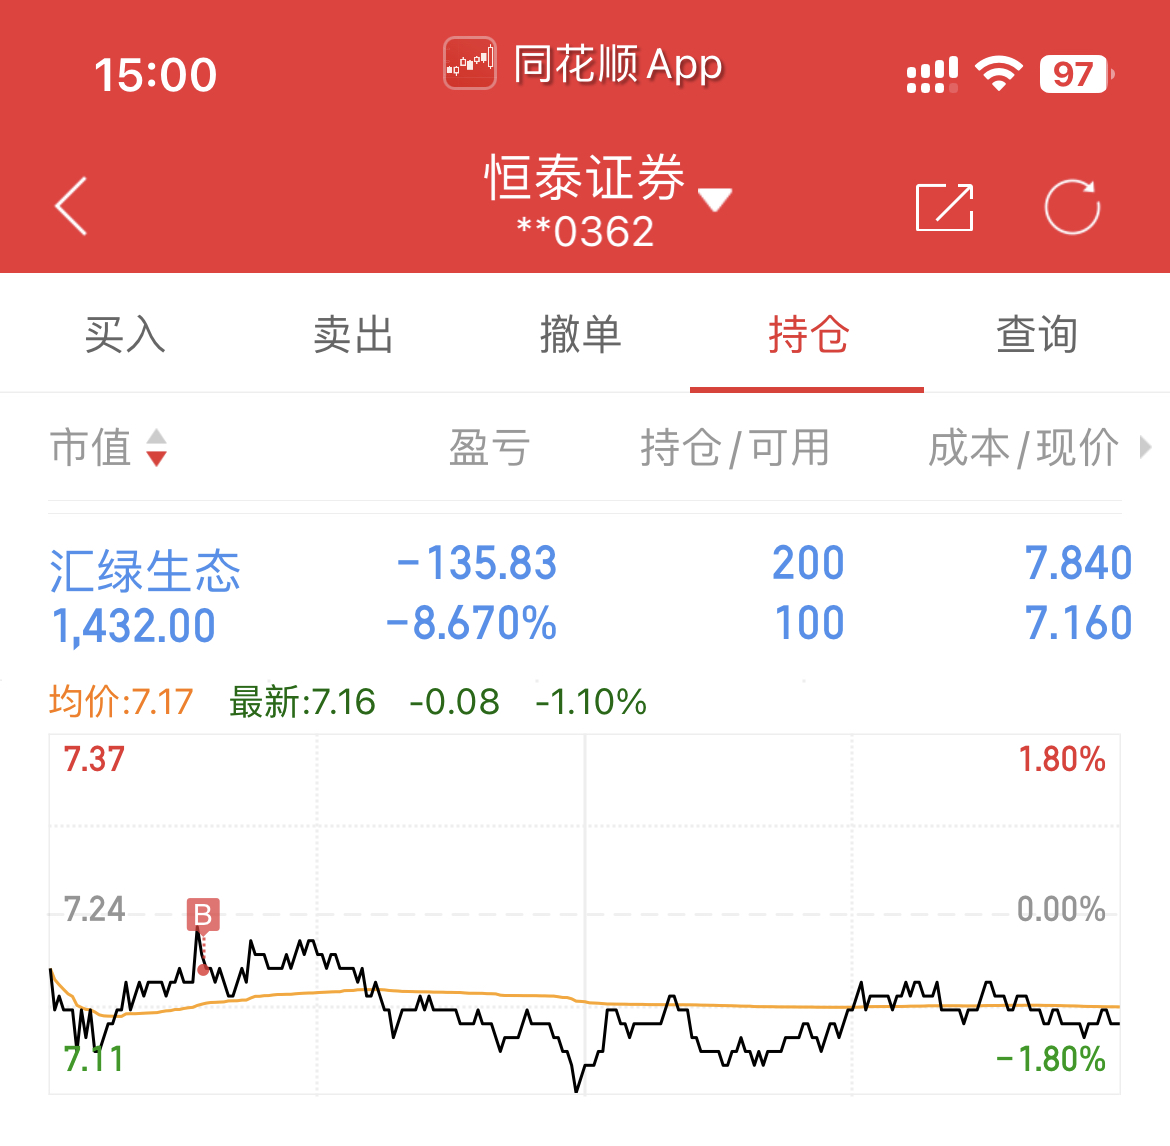 15:00
同花顺App
97
恒泰证券
**0362
买入 卖出 撤单 持仓 查询
市值 盈亏 持仓/可用 成本/现价
汇绿生态 -135.83 200 7.840
1,432.00 -8.670% 100 7.160
均价:7.17 最新:7.16 -0.08 -1.10%
7.37 1.80%
7.24 0.00%
B
7.11 -1.80%